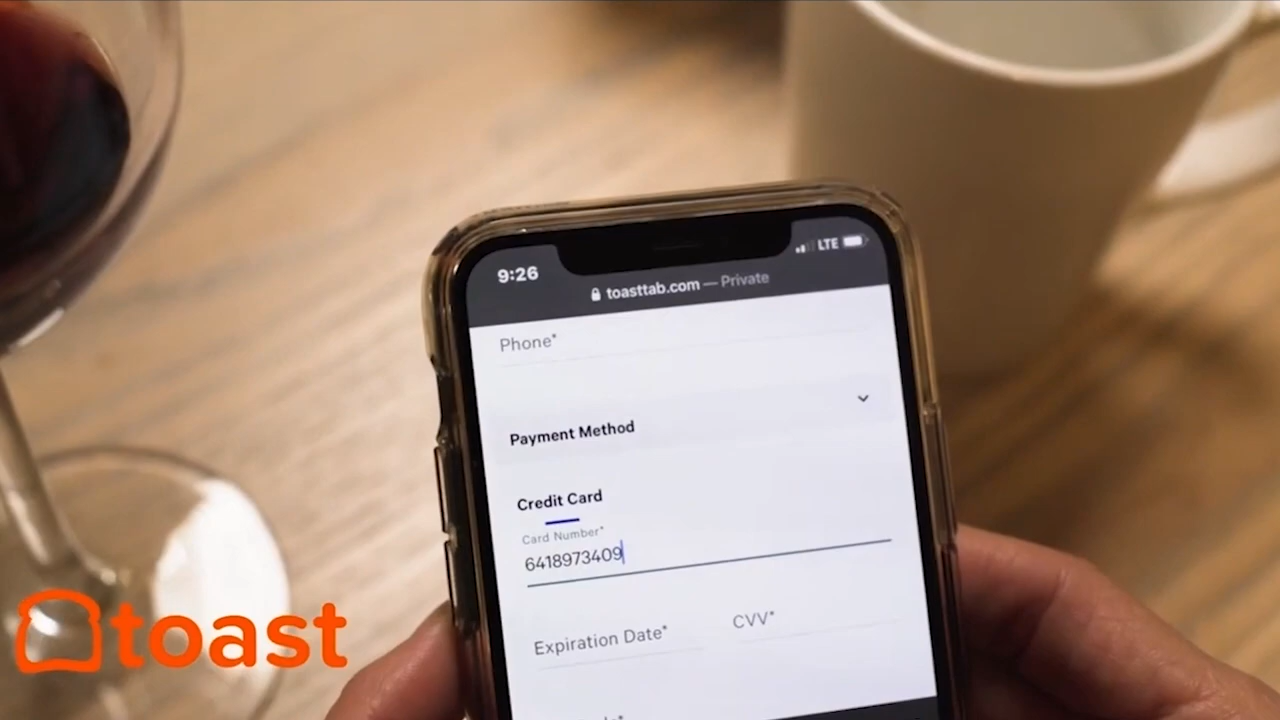 9:26
LTE
toasttab.com — Private
Phone*
Payment Method
Credit Card
Card Number*
6418973409
Expiration Date*
CVV*
toast